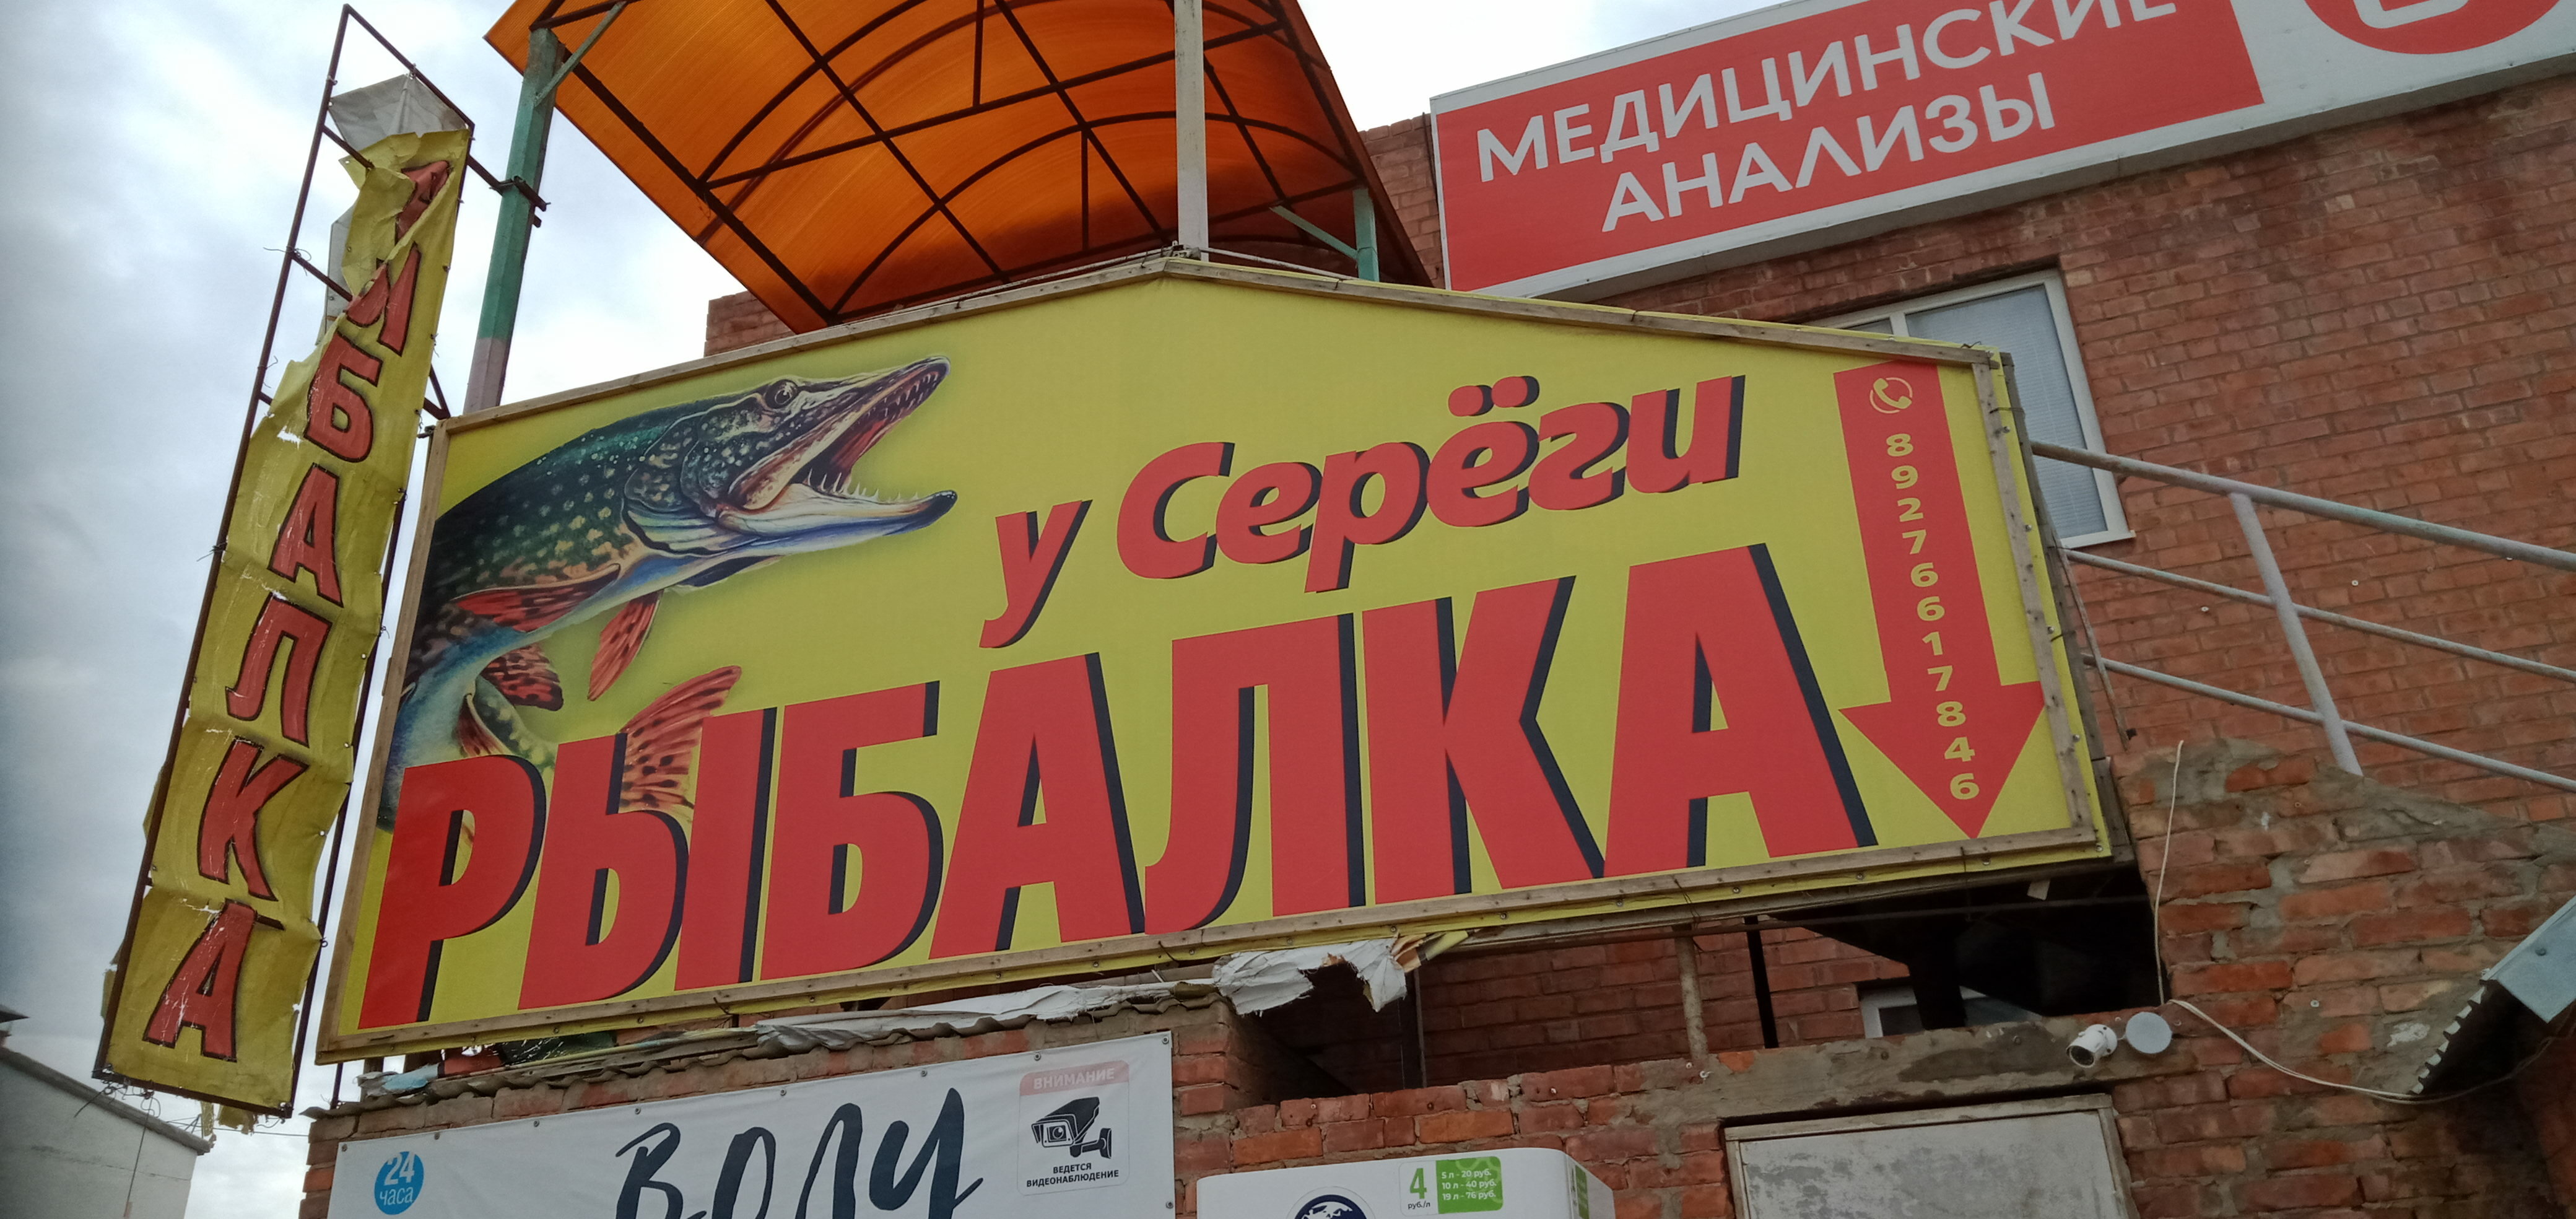 МЕДИЦИНСКИЕ
АНАЛИЗЫ
ЫБАЛКА
у Серёги
РЫБАЛКА
89276617846
24
часа
воду
ВНИМАНИЕ
ВЕДЕТСЯ
ВИДЕОНАБЛЮДЕНИЕ
4
руб./л
5 л - 20 руб.
10 л - 40 руб.
19 л - 76 руб.